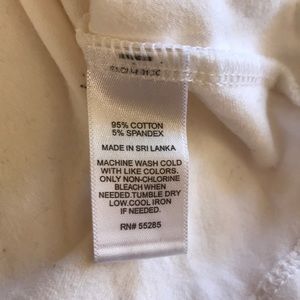 95% COTTON
5% SPANDEX
MADE IN SRI LANKA
MACHINE WASH COLD
WITH LIKE COLORS.
ONLY NON-CHLORINE
BLEACH WHEN
NEEDED.TUMBLE DRY
LOW.COOL IRON
IF NEEDED.
RN# 55285